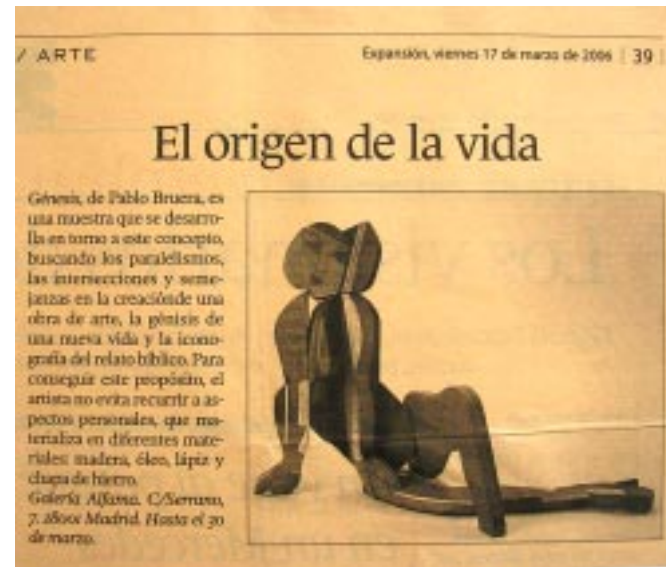 / ARTE
Expansión, viernes 17 de marzo de 2006 | 39
El origen de la vida
Génesis, de Pablo Bruera, es
una muestra que se desarro-
lla en torno a este concepto,
buscando los paralelismos,
las intersecciones y seme-
janzas en la creaciónde una
obra de arte, la génisis de
una nueva vida y la icono-
grafía del relato bíblico. Para
conseguir este propósito, el
artista no evita recurrir a as-
pectos personales, que ma-
terializa en diferentes mate-
riales: madera, óleo, lápiz y
chapa de hierro.
Galería Alfama. C/Serrano,
7. 28001 Madrid. Hasta el 30
de marzo.